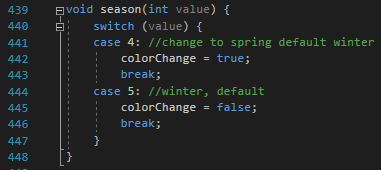 439 void season(int value) {
440 switch (value) {
441 case 4: //change to spring default winter
442 colorChange = true;
443 break;
444 case 5: //winter, default
445 colorChange = false;
446 break;
447 }
448 }